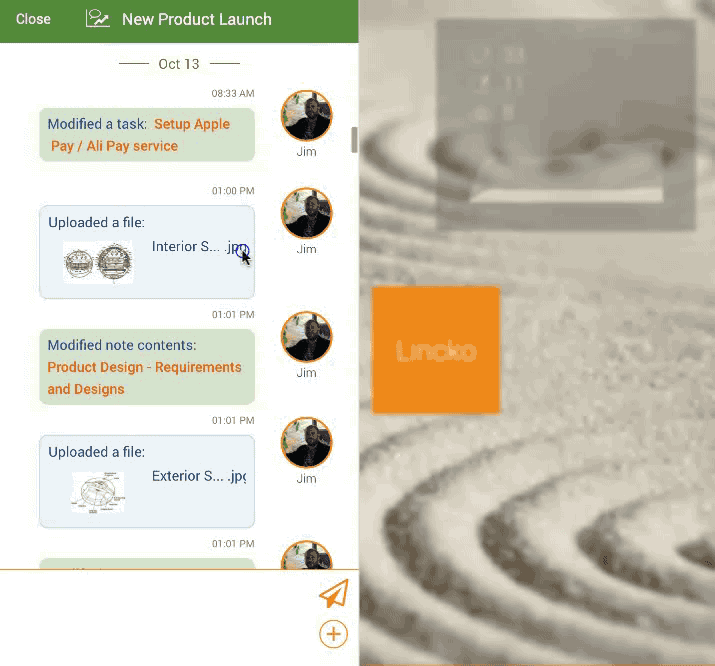 Close
New Product Launch
Oct 13
08:33 AM
Modified a task: Setup Apple
Pay / Ali Pay service
Jim
01:00 PM
Uploaded a file:
Interior S... .jpg
Jim
01:01 PM
Modified note contents:
Product Design - Requirements
and Designs
Jim
01:01 PM
Uploaded a file:
Exterior S... .jpg
Jim
01:01 PM
Lincko